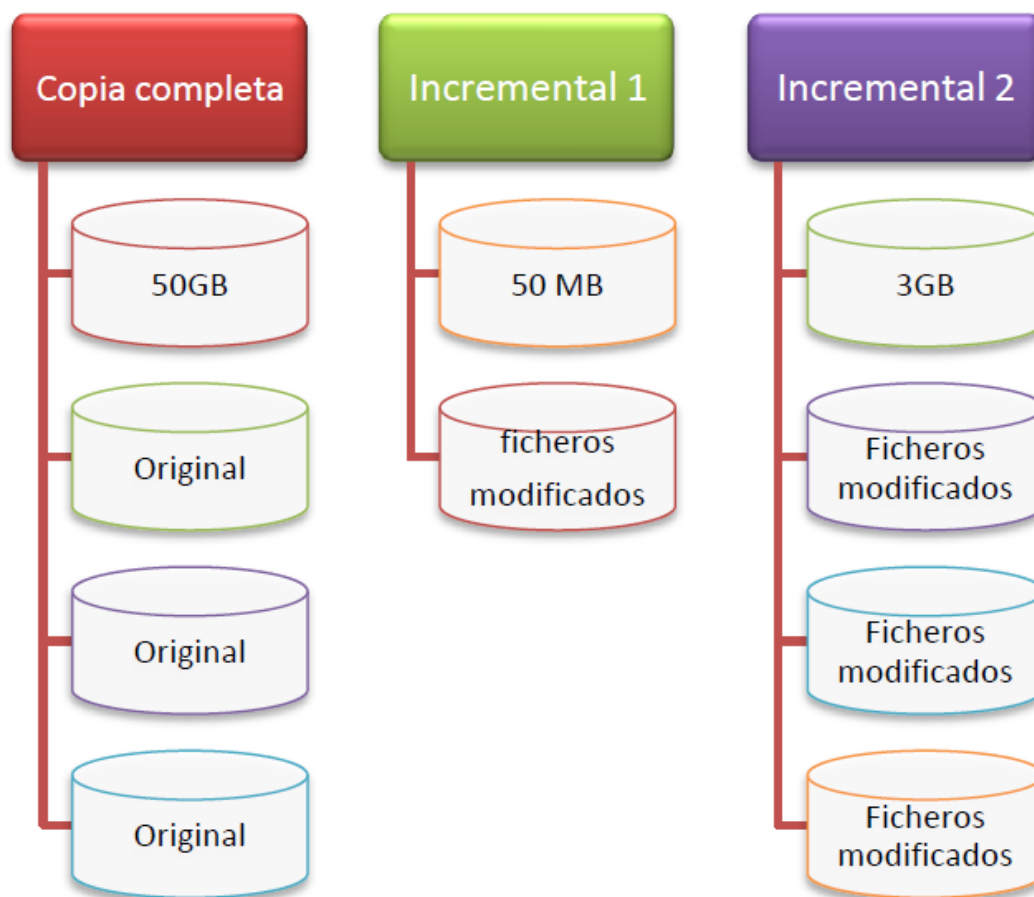 Copia completa
50GB
Original
Original
Original
Incremental 1
50 MB
ficheros
modificados
Incremental 2
3GB
Ficheros
modificados
Ficheros
modificados
Ficheros
modificados